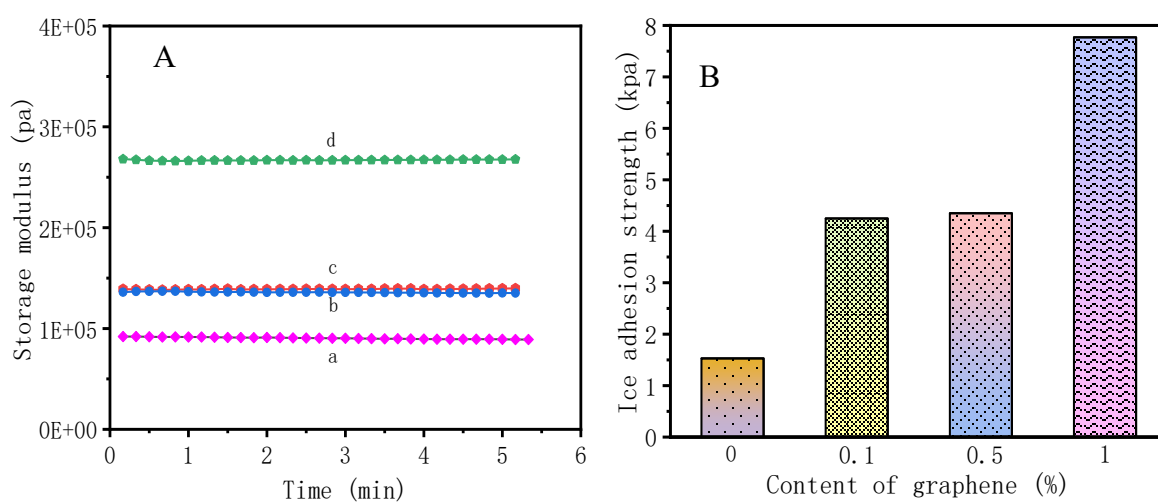 A
Storage modulus (pa)
4E+05
3E+05
2E+05
1E+05
0E+00
d
c
b
a
0 1 2 3 4 5 6
Time (min)
B
Ice adhesion strength (kpa)
8
7
6
5
4
3
2
1
0
0 0.1 0.5 1
Content of graphene (%)